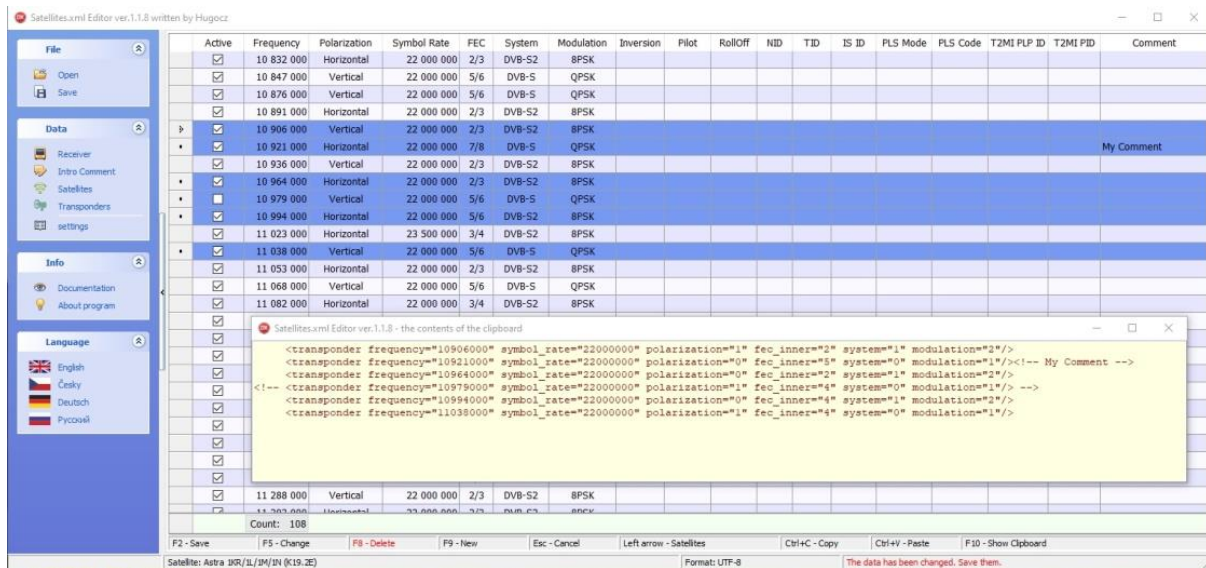 Satellites.xml Editor ver.1.1.8 written by Hugocz
File
Open
Save
Data
Receiver
Intro Comment
Satellites
Transponders
settings
Info
Documentation
About program
Language
English
Česky
Deutsch
Русский
Active Frequency Polarization Symbol Rate FEC System Modulation Inversion Pilot RollOff NID TID IS ID PLS Mode PLS Code T2MI PLP ID T2MI PID Comment
10 832 000 Horizontal 22 000 000 2/3 DVB-S2 8PSK
10 847 000 Vertical 22 000 000 5/6 DVB-S QPSK
10 876 000 Vertical 22 000 000 5/6 DVB-S QPSK
10 891 000 Horizontal 22 000 000 2/3 DVB-S2 8PSK
10 906 000 Vertical 22 000 000 2/3 DVB-S2 8PSK
10 921 000 Horizontal 22 000 000 7/8 DVB-S QPSK My Comment
10 936 000 Vertical 22 000 000 2/3 DVB-S2 8PSK
10 964 000 Horizontal 22 000 000 2/3 DVB-S2 8PSK
10 979 000 Vertical 22 000 000 5/6 DVB-S QPSK
10 994 000 Horizontal 22 000 000 5/6 DVB-S2 8PSK
11 023 000 Horizontal 23 500 000 3/4 DVB-S2 8PSK
11 038 000 Vertical 22 000 000 5/6 DVB-S QPSK
11 053 000 Horizontal 22 000 000 2/3 DVB-S2 8PSK
11 068 000 Vertical 22 000 000 5/6 DVB-S QPSK
11 082 000 Horizontal 22 000 000 3/4 DVB-S2 8PSK
Satellites.xml Editor ver.1.1.8 - the contents of the clipboard
<transponder frequency="10906000" symbol_rate="22000000" polarization="1" fec_inner="2" system="1" modulation="2"/>
<transponder frequency="10921000" symbol_rate="22000000" polarization="0" fec_inner="5" system="0" modulation="1"/><!-- My Comment -->
<transponder frequency="10964000" symbol_rate="22000000" polarization="0" fec_inner="2" system="1" modulation="2"/>
<!-- <transponder frequency="10979000" symbol_rate="22000000" polarization="1" fec_inner="4" system="0" modulation="1"/> -->
<transponder frequency="10994000" symbol_rate="22000000" polarization="0" fec_inner="4" system="1" modulation="2"/>
<transponder frequency="11038000" symbol_rate="22000000" polarization="1" fec_inner="4" system="0" modulation="1"/>
11 288 000 Vertical 22 000 000 2/3 DVB-S2 8PSK
Count: 108
F2 - Save F5 - Change F8 - Delete F9 - New Esc - Cancel Left arrow - Satellites Ctrl+C - Copy Ctrl+V - Paste F10 - Show Clipboard
Satellite: Astra 1KR/1L/1M/1N (K19.2E) Format: UTF-8 The data has been changed. Save them.